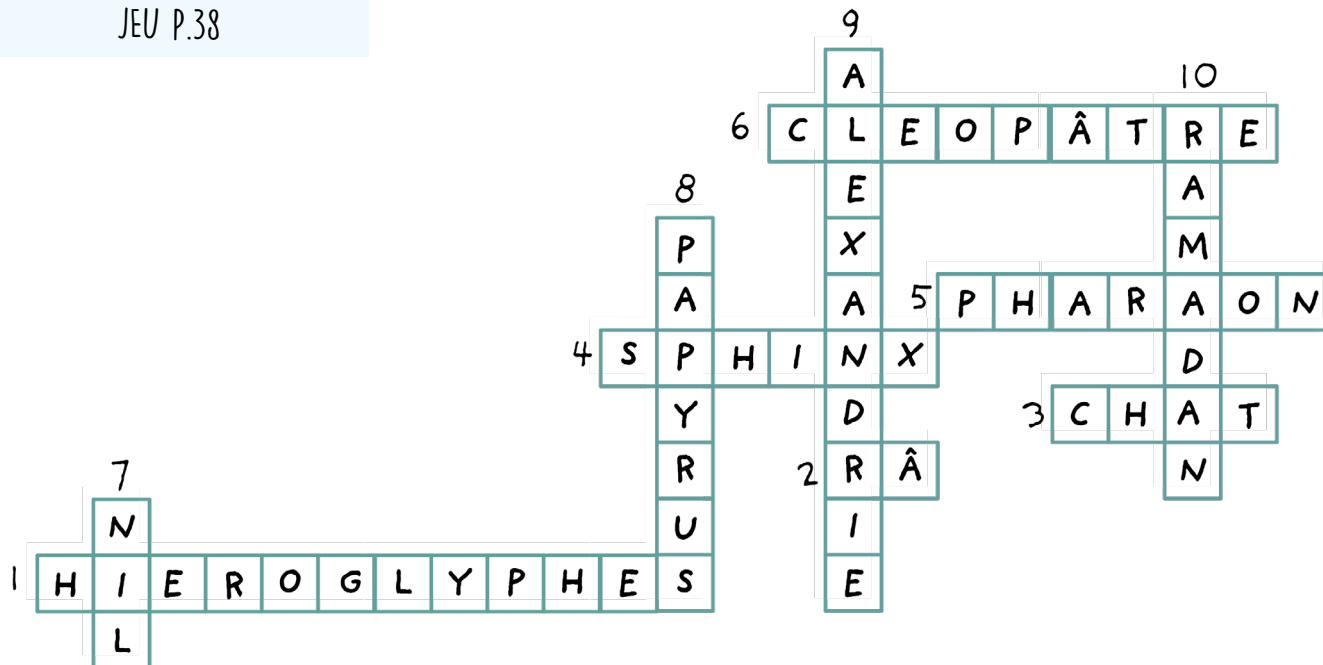 JEU P.38
9
A
10
6 C L E O P Â T R E
E A
8
P X M
A A 5 P H A R A O N
4 S P H I N X D
Y D 3 C H A T
R 2 R Â N
7
N U I
1 H I E R O G L Y P H E S E
L